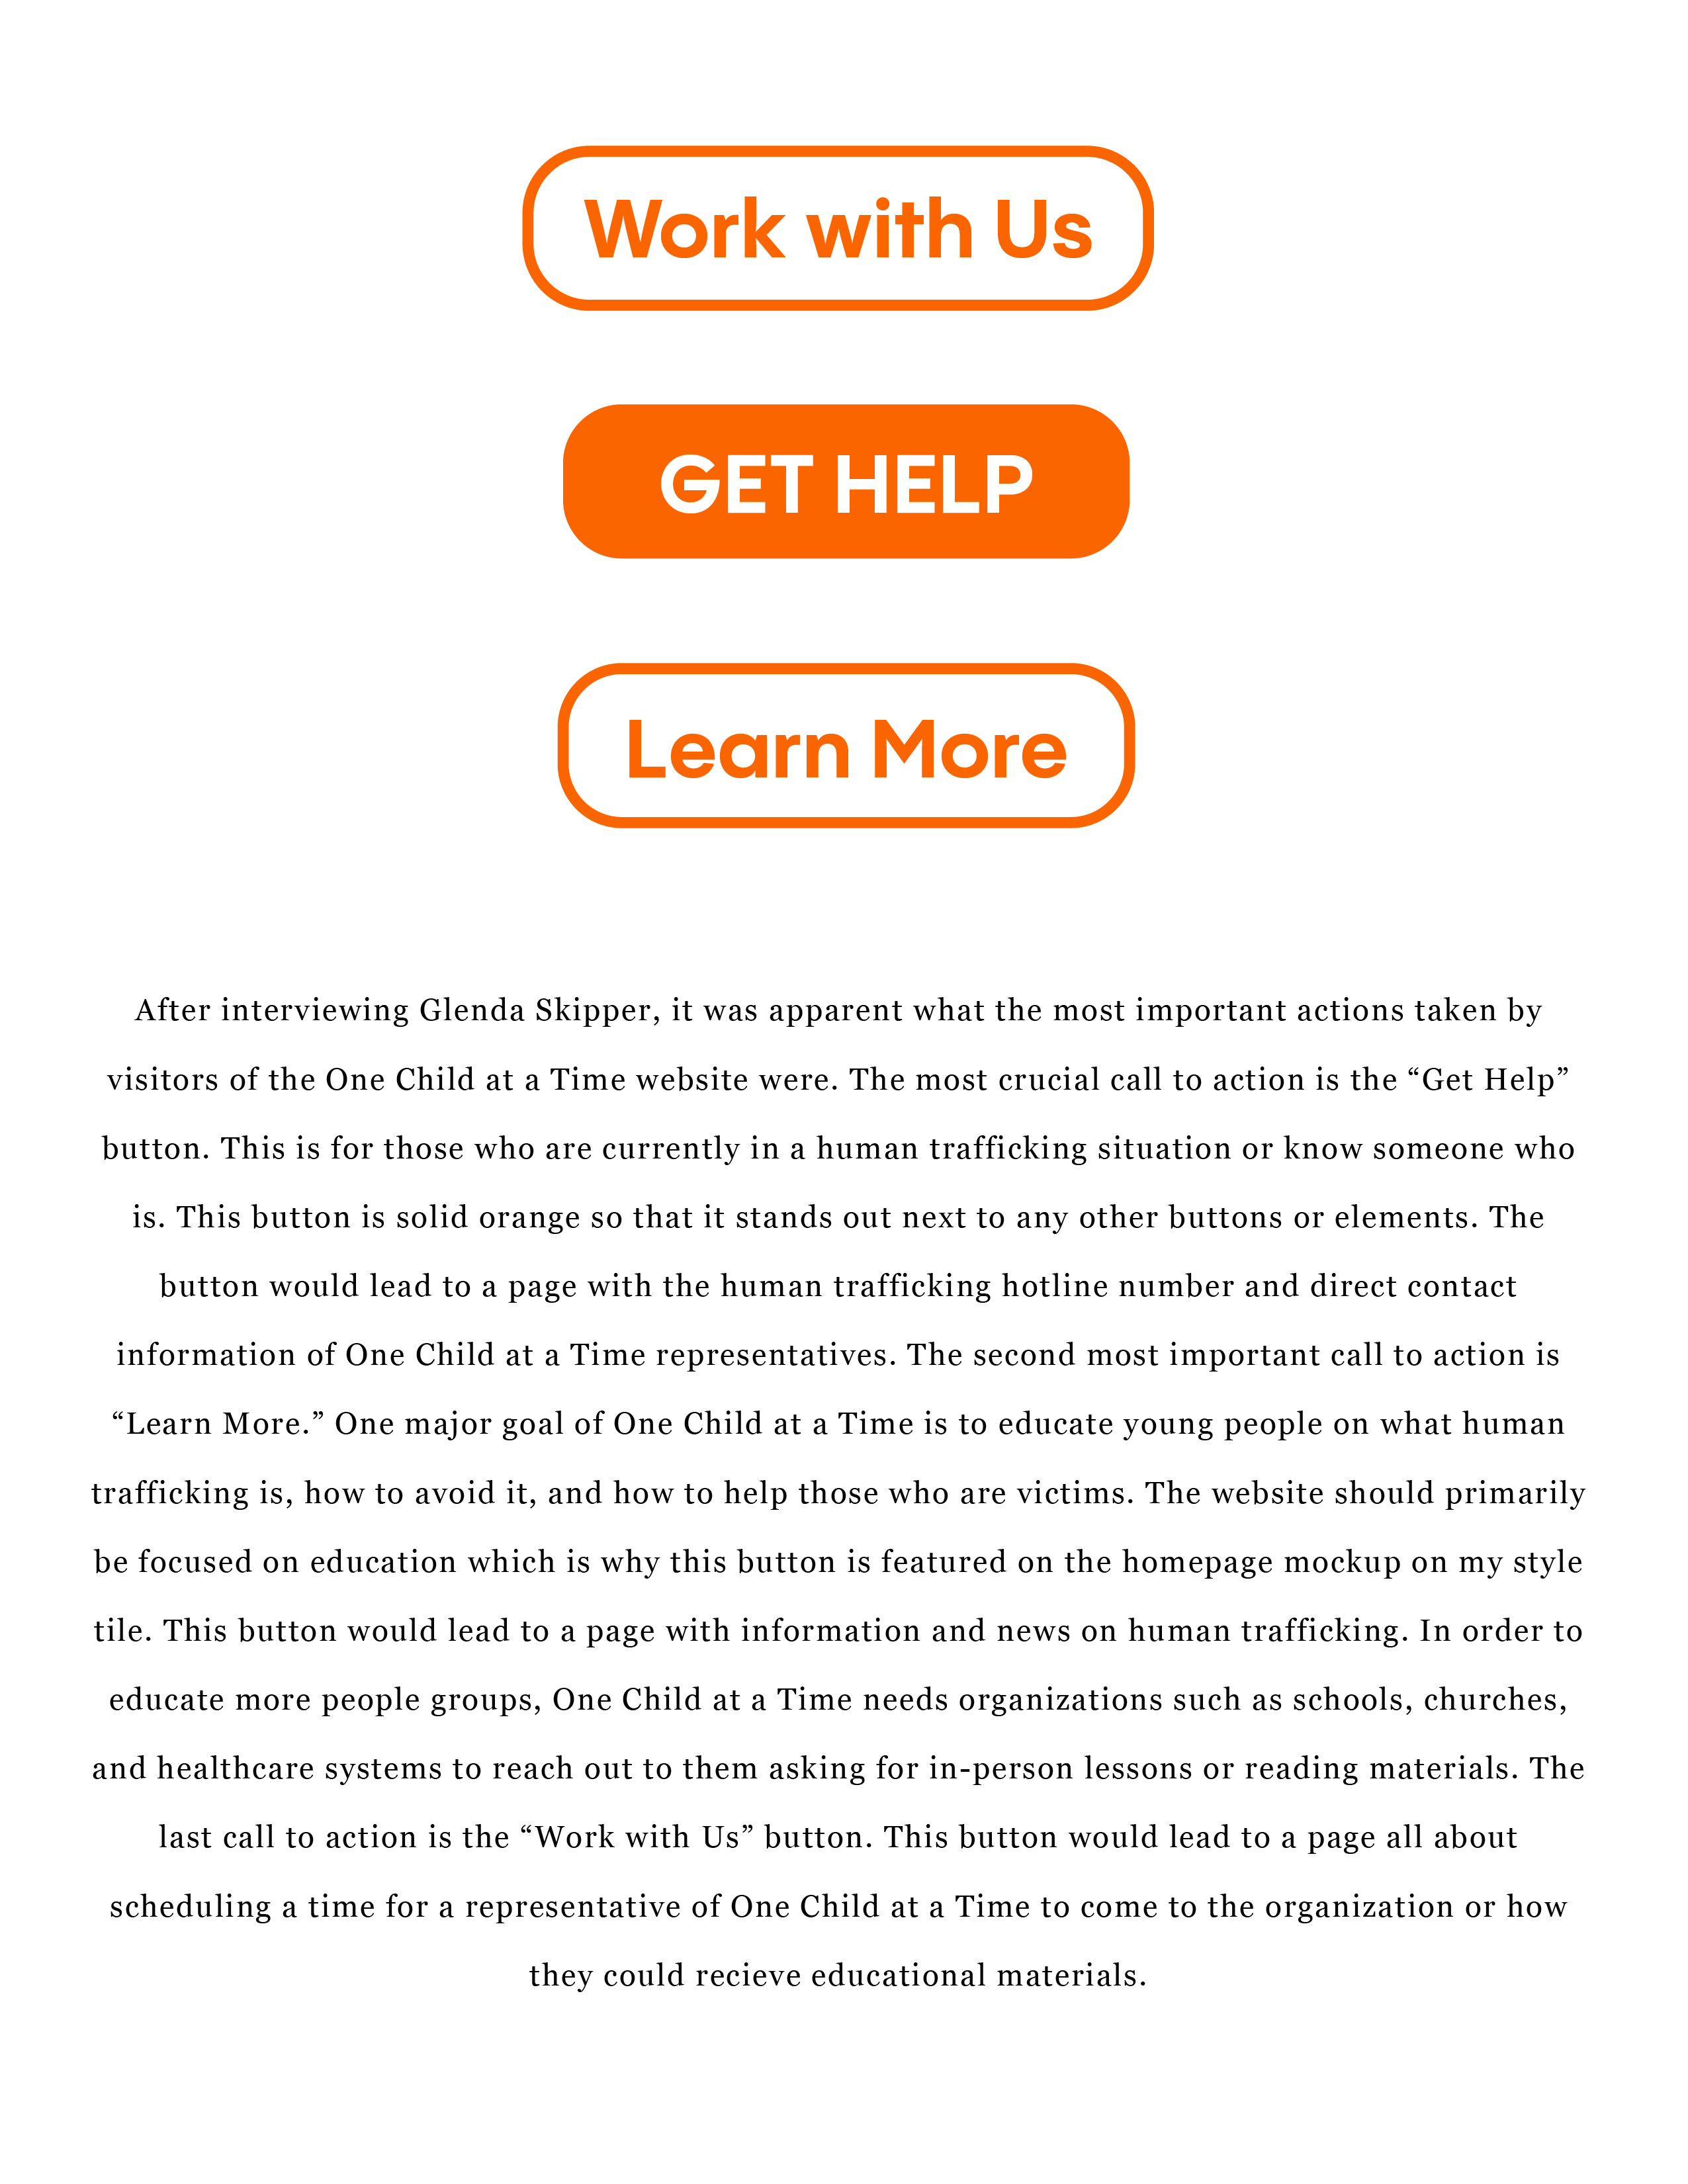 Work with Us
GET HELP
Learn More
After interviewing Glenda Skipper, it was apparent what the most important actions taken by
visitors of the One Child at a Time website were. The most crucial call to action is the “Get Help”
button. This is for those who are currently in a human trafficking situation or know someone who
is. This button is solid orange so that it stands out next to any other buttons or elements. The
button would lead to a page with the human trafficking hotline number and direct contact
information of One Child at a Time representatives. The second most important call to action is
“Learn More.” One major goal of One Child at a Time is to educate young people on what human
trafficking is, how to avoid it, and how to help those who are victims. The website should primarily
be focused on education which is why this button is featured on the homepage mockup on my style
tile. This button would lead to a page with information and news on human trafficking. In order to
educate more people groups, One Child at a Time needs organizations such as schools, churches,
and healthcare systems to reach out to them asking for in-person lessons or reading materials. The
last call to action is the “Work with Us” button. This button would lead to a page all about
scheduling a time for a representative of One Child at a Time to come to the organization or how
they could recieve educational materials.